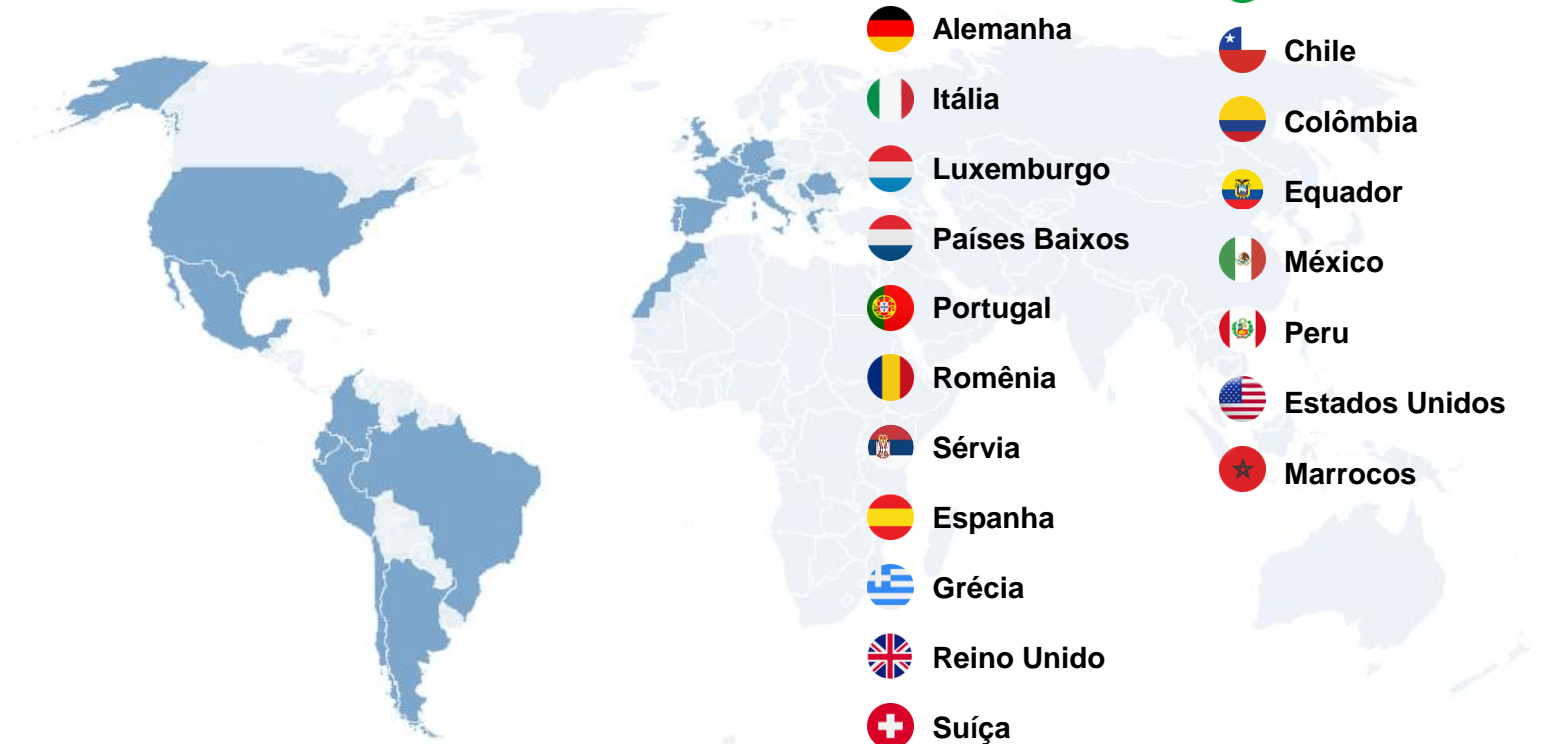 Alemanha
Itália
Luxemburgo
Países Baixos
Portugal
Romênia
Sérvia
Espanha
Grécia
Reino Unido
Suíça
Chile
Colômbia
Equador
México
Peru
Estados Unidos
Marrocos